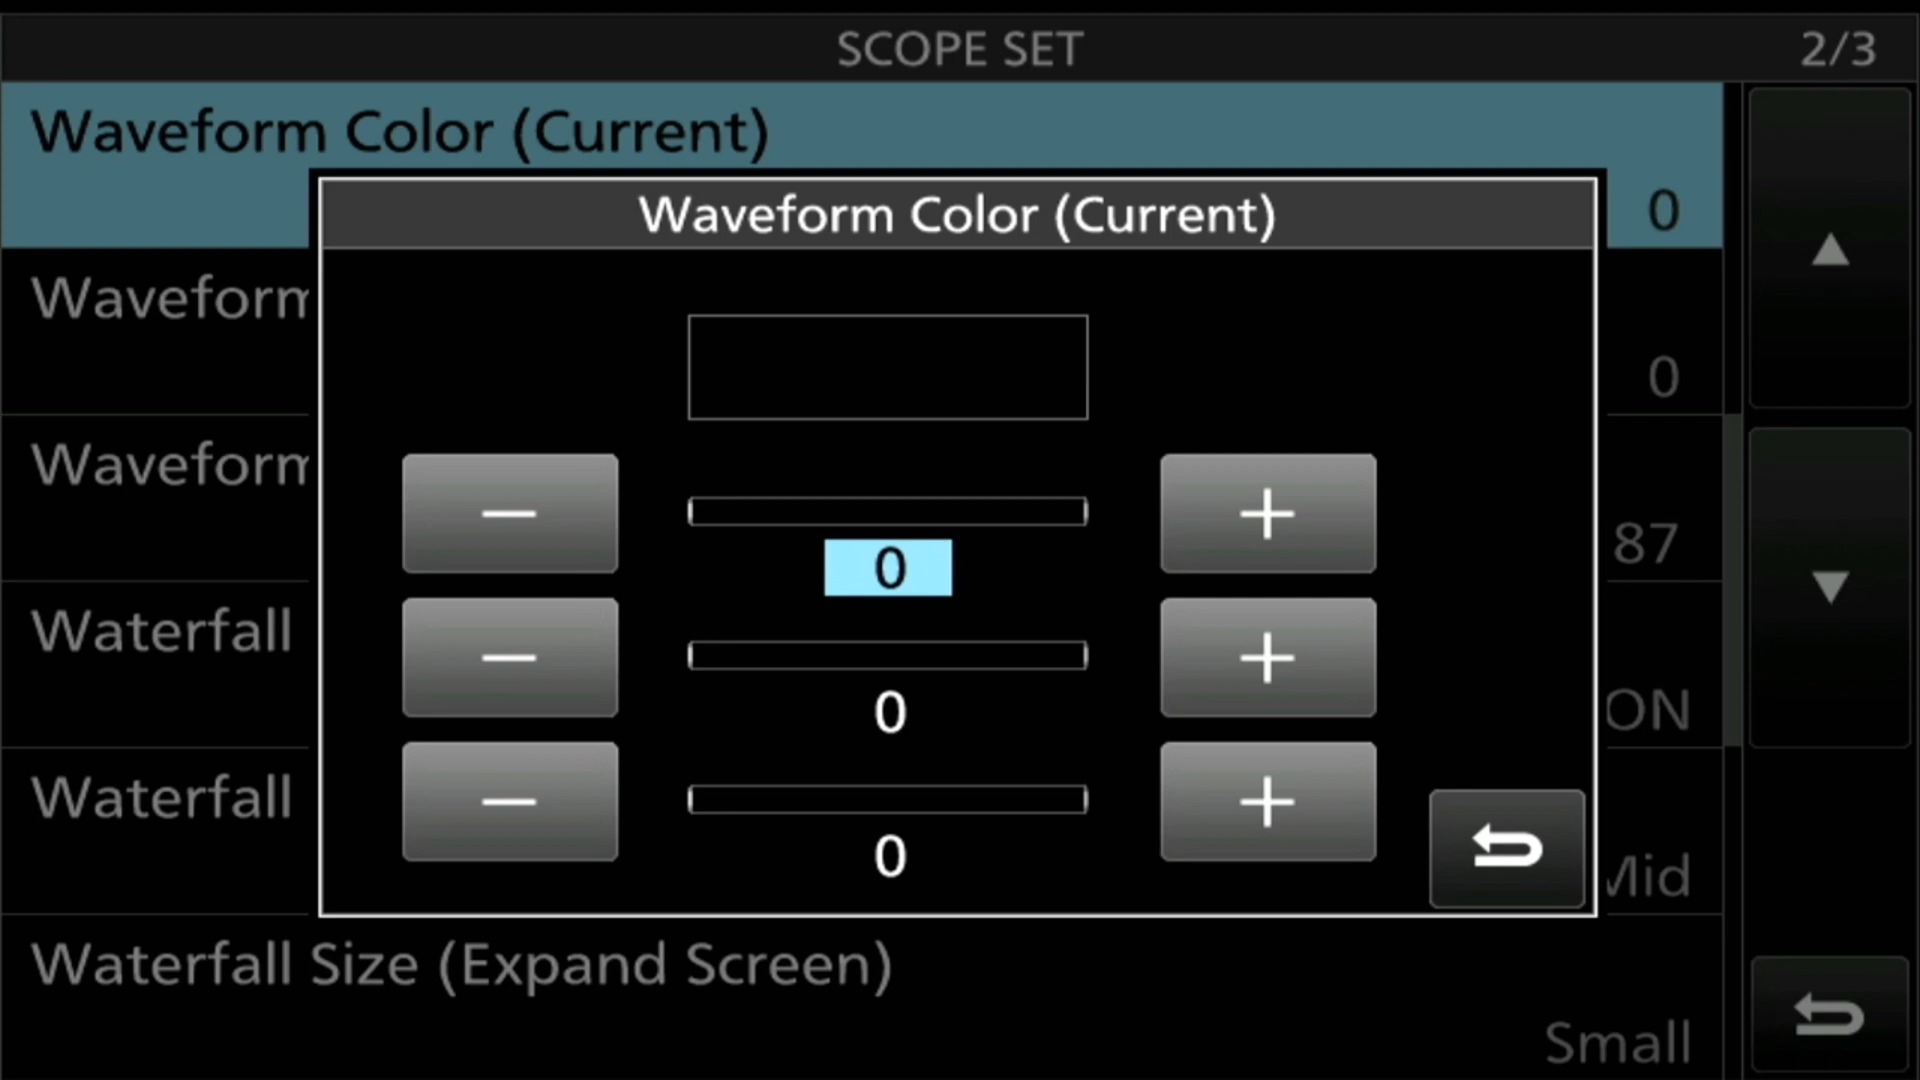 SCOPE SET
2/3
Waveform Color (Current)
0
Waveform Color (Current)
Waveform
0
0
Waveform
87
Waterfall
ON
0
Waterfall
Mid
0
Waterfall Size (Expand Screen)
Small